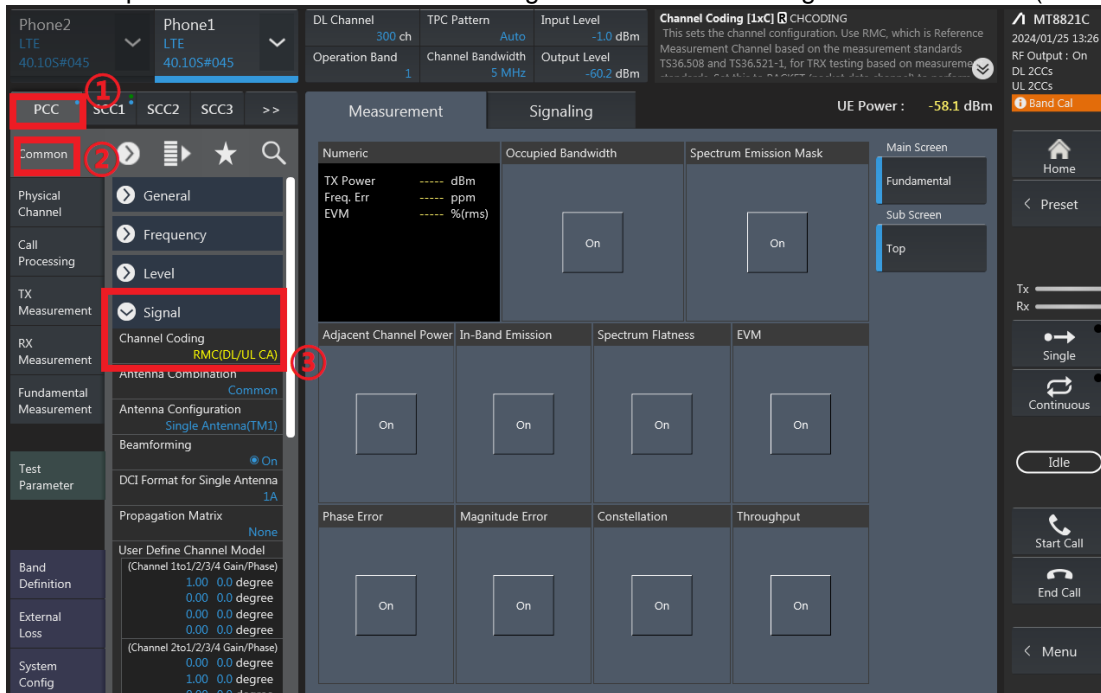 Phone2
LTE
40.10S#045
Phone1
LTE
40.10S#045
DL Channel
300 ch
TPC Pattern
Auto
Input Level
-1.0 dBm
Operation Band
1
Channel Bandwidth
5 MHz
Output Level
-60.2 dBm
Channel Coding [1xC] R CHCODING
This sets the channel configuration. Use RMC, which is Reference
Measurement Channel based on the measurement standards
TS36.508 and TS36.521-1, for TRX testing based on measureme
MT8821C
2024/01/25 13:26
RF Output : On
DL 2CCs
UL 2CCs
Band Cal
①
PCC
SCC1
SCC2
SCC3
>>
Measurement
Signaling
UE Power : -58.1 dBm
Common
②
Physical
Channel
Call
Processing
TX
Measurement
RX
Measurement
Fundamental
Measurement
Test
Parameter
Band
Definition
External
Loss
System
Config
General
Frequency
Level
Signal
Channel Coding
RMC(DL/UL CA)
③
Antenna Combination
Common
Antenna Configuration
Single Antenna(TM1)
Beamforming
On
DCI Format for Single Antenna
1A
Propagation Matrix
None
User Define Channel Model
(Channel 1to1/2/3/4 Gain/Phase)
1.00 0.0 degree
0.00 0.0 degree
0.00 0.0 degree
0.00 0.0 degree
(Channel 2to1/2/3/4 Gain/Phase)
0.00 0.0 degree
1.00 0.0 degree
Numeric
TX Power ----- dBm
Freq. Err ----- ppm
EVM ----- %(rms)
Occupied Bandwidth
On
Spectrum Emission Mask
On
Adjacent Channel Power
On
In-Band Emission
On
Spectrum Flatness
On
EVM
On
Phase Error
On
Magnitude Error
On
Constellation
On
Throughput
On
Main Screen
Fundamental
Sub Screen
Top
Home
< Preset
Tx
Rx
Single
Continuous
Idle
Start Call
End Call
< Menu